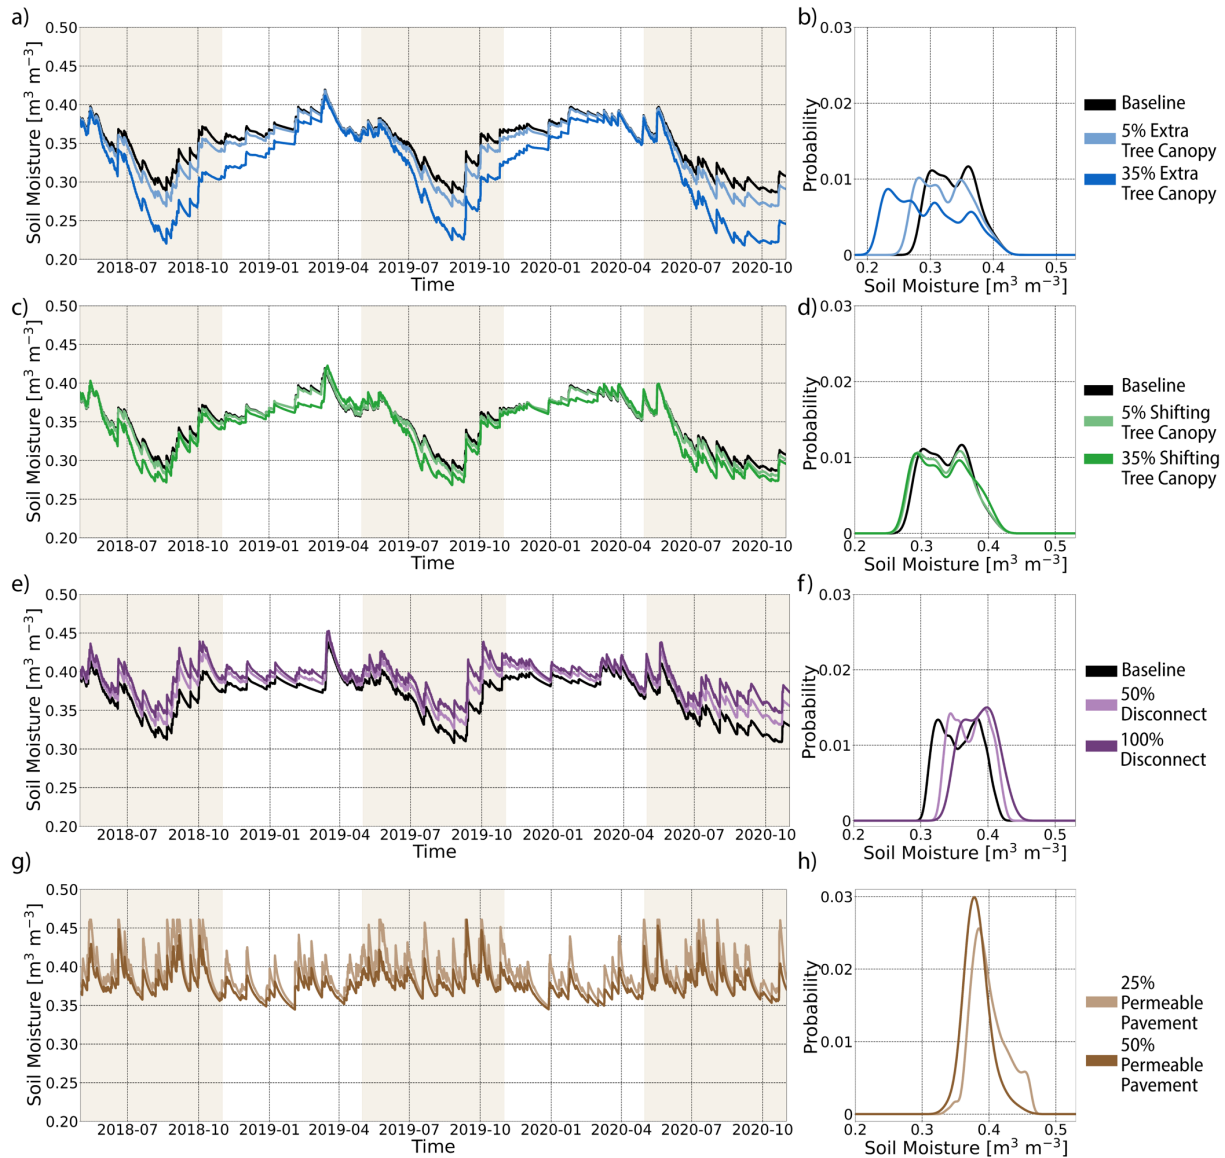 a)
0.50
0.45
0.40
0.35
0.30
0.25
0.20
Soil Moisture [m³ m⁻³]
2018-07 2018-10 2019-01 2019-04 2019-07 2019-10 2020-01 2020-04 2020-07 2020-10
Time
b)
0.03
0.02
0.01
0
Probability
0.2 0.3 0.4 0.5
Soil Moisture [m³ m⁻³]
Baseline
5% Extra
Tree Canopy
35% Extra
Tree Canopy
c)
0.50
0.45
0.40
0.35
0.30
0.25
0.20
Soil Moisture [m³ m⁻³]
2018-07 2018-10 2019-01 2019-04 2019-07 2019-10 2020-01 2020-04 2020-07 2020-10
Time
d)
0.03
0.02
0.01
0
Probability
0.2 0.3 0.4 0.5
Soil Moisture [m³ m⁻³]
Baseline
5% Shifting
Tree Canopy
35% Shifting
Tree Canopy
e)
0.50
0.45
0.40
0.35
0.30
0.25
0.20
Soil Moisture [m³ m⁻³]
2018-07 2018-10 2019-01 2019-04 2019-07 2019-10 2020-01 2020-04 2020-07 2020-10
Time
f)
0.03
0.02
0.01
0
Probability
0.2 0.3 0.4 0.5
Soil Moisture [m³ m⁻³]
Baseline
50%
Disconnect
100%
Disconnect
g)
0.50
0.45
0.40
0.35
0.30
0.25
0.20
Soil Moisture [m³ m⁻³]
2018-07 2018-10 2019-01 2019-04 2019-07 2019-10 2020-01 2020-04 2020-07 2020-10
Time
h)
0.03
0.02
0.01
0
Probability
0.2 0.3 0.4 0.5
Soil Moisture [m³ m⁻³]
25%
Permeable
Pavement
50%
Permeable
Pavement